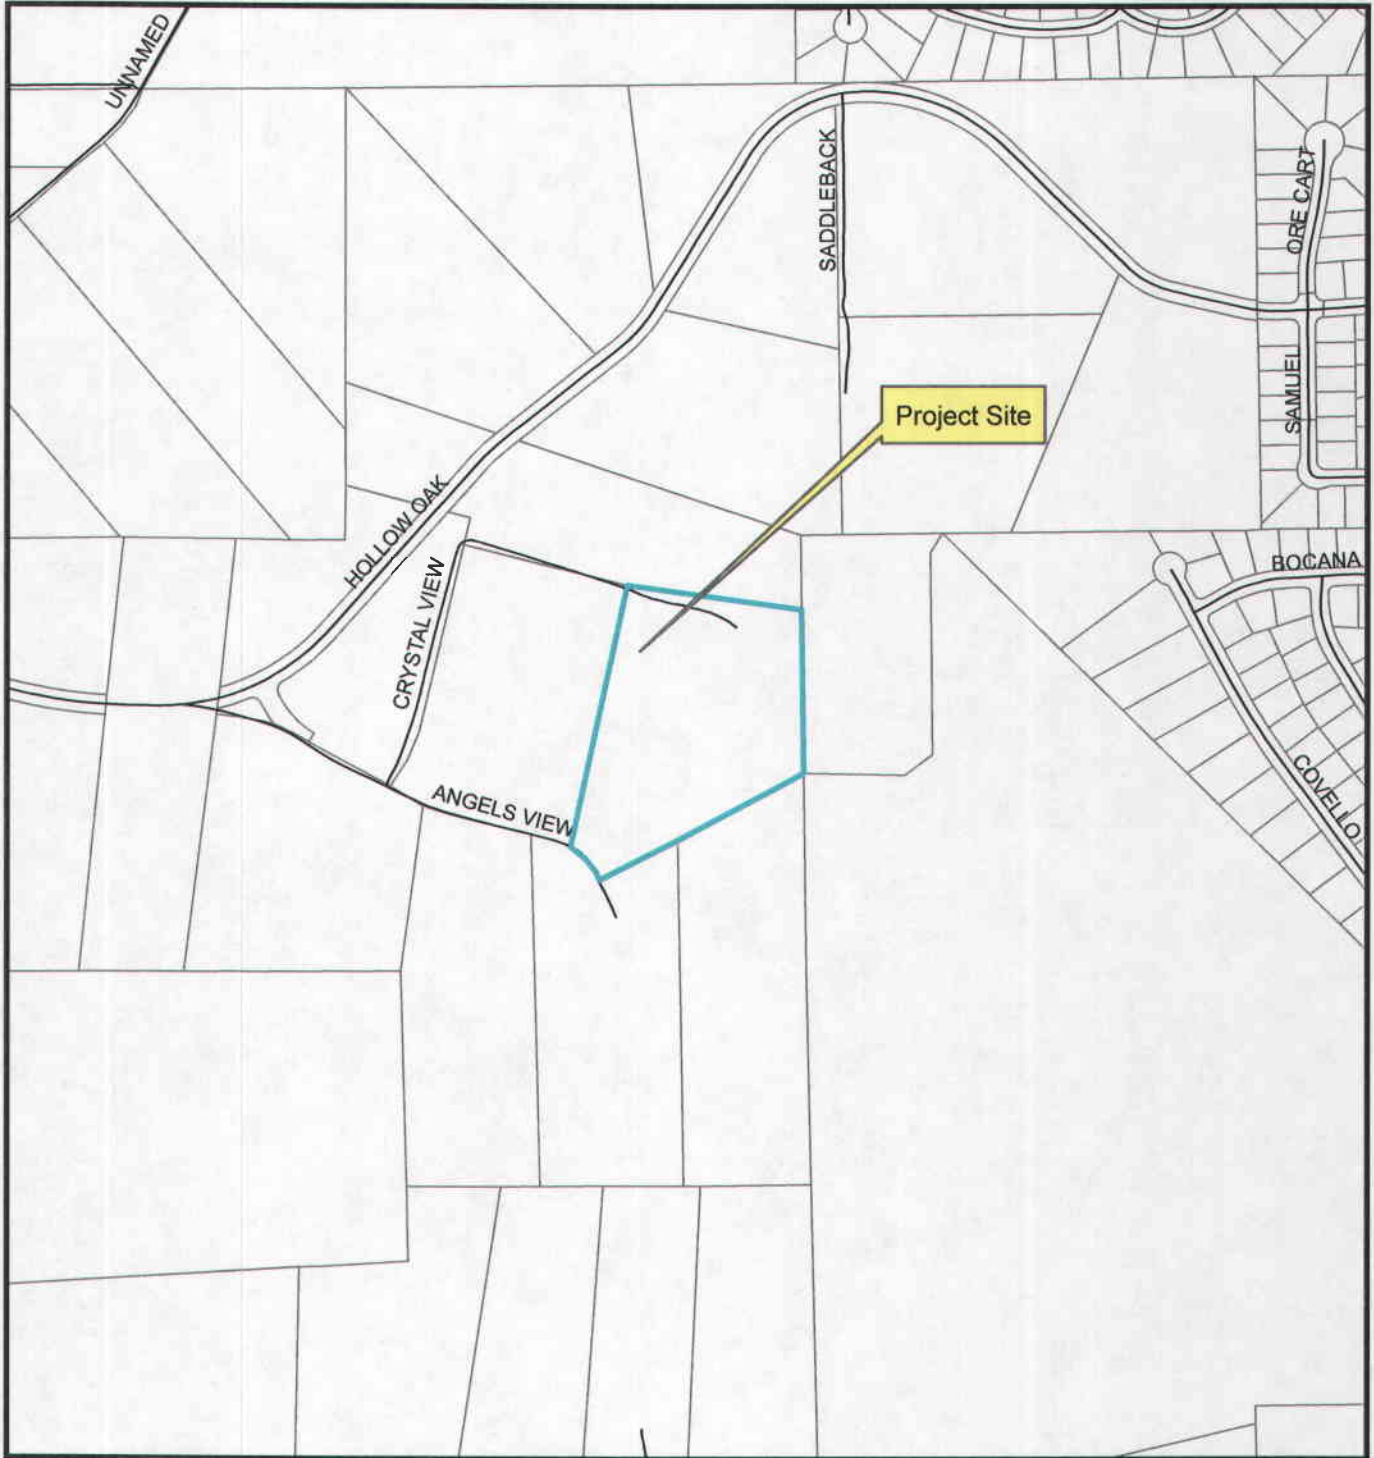 UNNAMED
SADDLEBACK
ORE CART
SAMUEL
Project Site
HOLLOW OAK
CRYSTAL VIEW
BOCANA
COVELLO
ANGELS VIEW